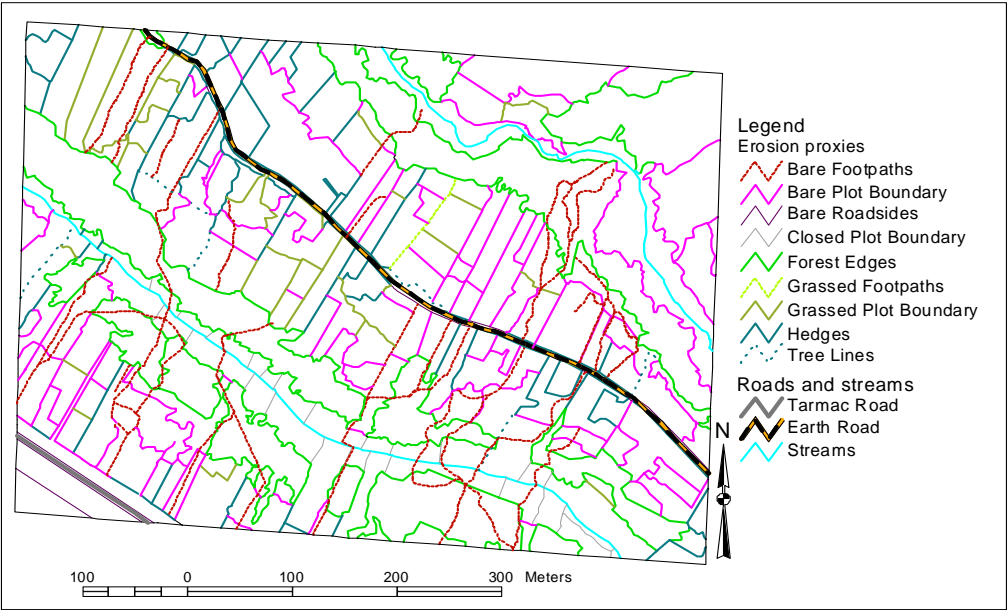 Legend
Erosion proxies
Bare Footpaths
Bare Plot Boundary
Bare Roadsides
Closed Plot Boundary
Forest Edges
Grassed Footpaths
Grassed Plot Boundary
Hedges
Tree Lines
Roads and streams
Tarmac Road
Earth Road
Streams
N
100 0 100 200 300 Meters